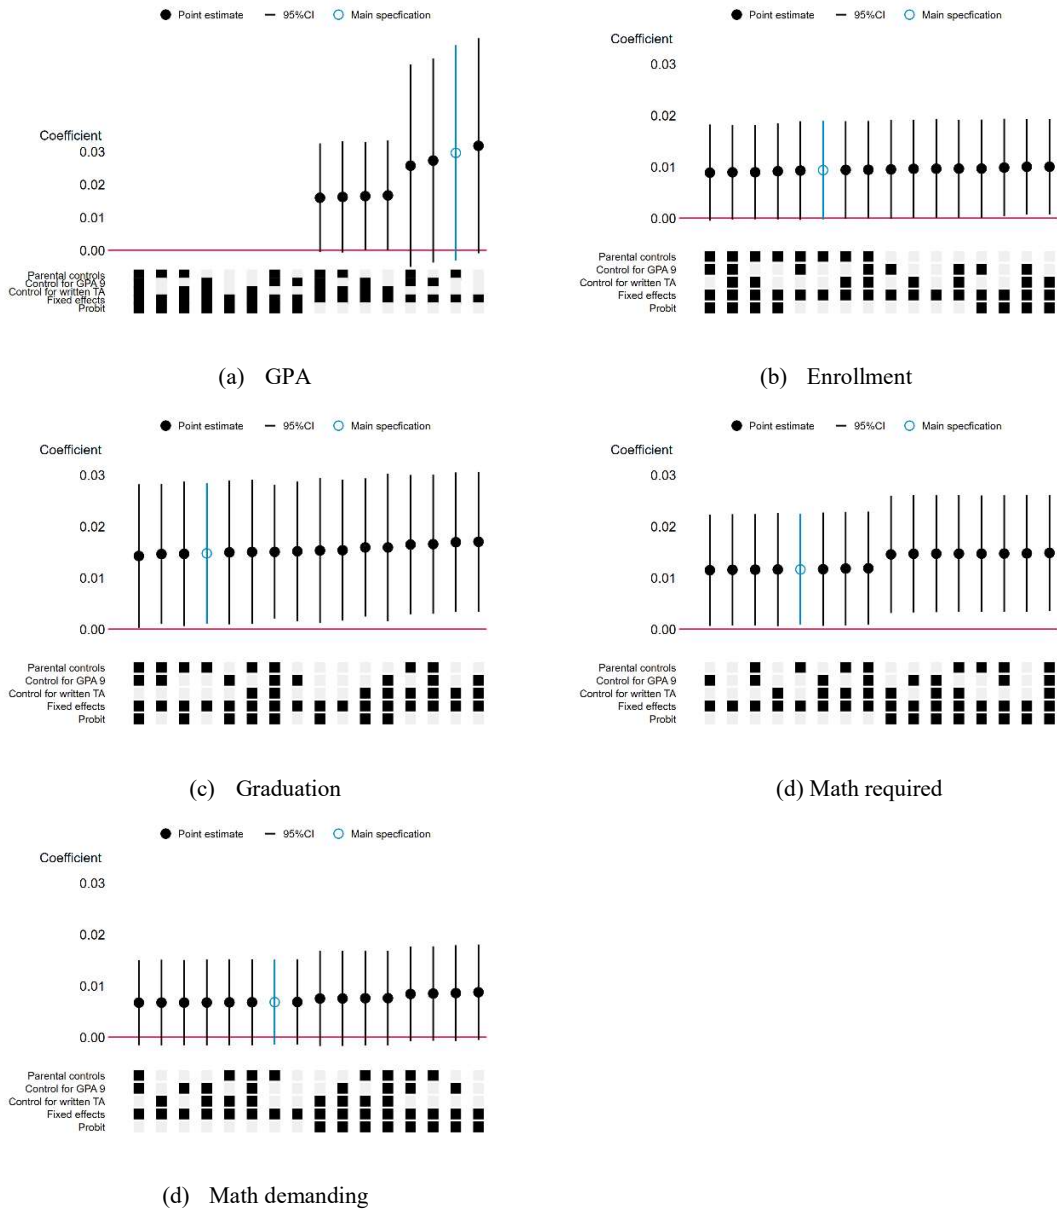 Point estimate 95%CI Main specfication
Coefficient
0.03
0.02
0.01
0.00
Parental controls
Control for GPA 9
Control for written TA
Fixed effects
Probit
(a) GPA
Point estimate 95%CI Main specfication
Coefficient
0.03
0.02
0.01
0.00
Parental controls
Control for GPA 9
Control for written TA
Fixed effects
Probit
(b) Enrollment
Point estimate 95%CI Main specfication
Coefficient
0.03
0.02
0.01
0.00
Parental controls
Control for GPA 9
Control for written TA
Fixed effects
Probit
(c) Graduation
Point estimate 95%CI Main specfication
Coefficient
0.03
0.02
0.01
0.00
Parental controls
Control for GPA 9
Control for written TA
Fixed effects
Probit
(d) Math required
Point estimate 95%CI Main specfication
Coefficient
0.03
0.02
0.01
0.00
Parental controls
Control for GPA 9
Control for written TA
Fixed effects
Probit
(d) Math demanding